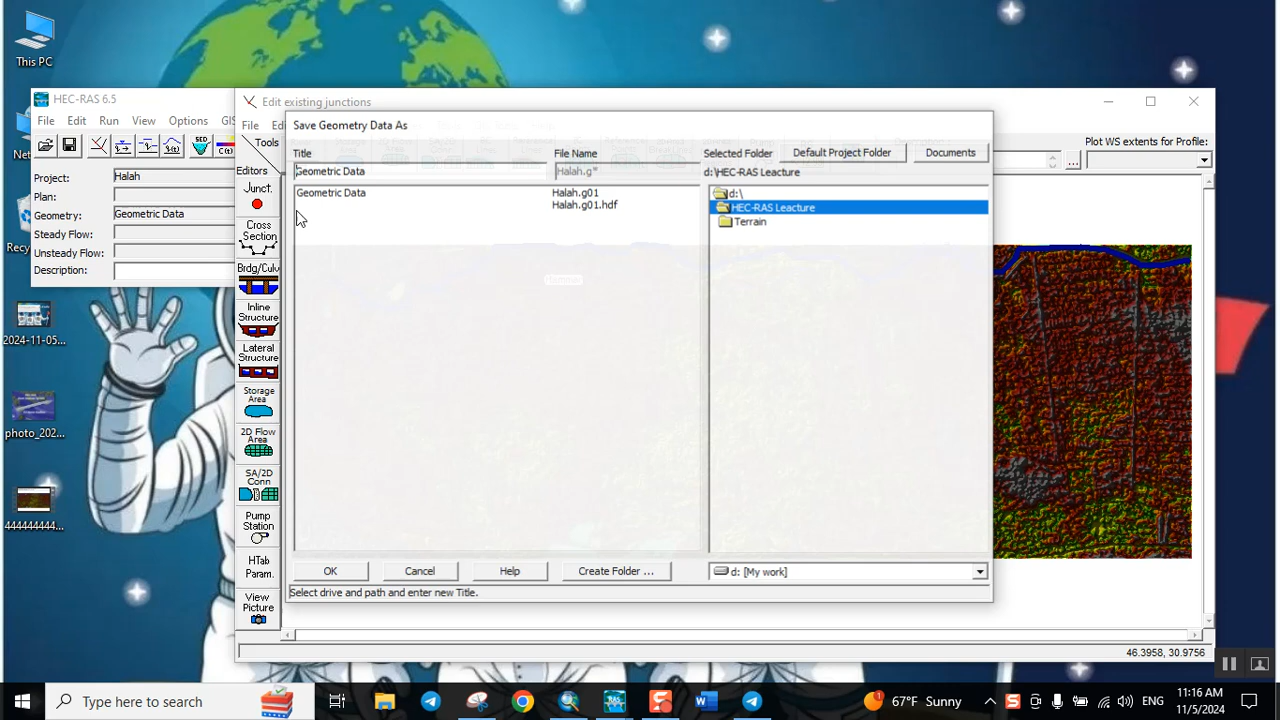 This PC
HEC-RAS 6.5
File Edit Run View Options GIS
Project: Halah
Plan:
Geometry: Geometric Data
Steady Flow:
Unsteady Flow:
Description:
2024-11-05...
photo_202...
444444444...
Edit existing junctions
File
Tools
Editors
Junct.
Cross
Section
Brdg/Culv
Inline
Structure
Lateral
Structure
Storage
Area
2D Flow
Area
SA/2D
Conn
Pump
Station
HTab
Param.
View
Picture
Plot WS extents for Profile:
...
46.3958, 30.9756
Save Geometry Data As
Title File Name Selected Folder Default Project Folder Documents
Geometric Data Halah.g* d:\HEC-RAS Leacture
Geometric Data Halah.g01
Halah.g01.hdf
d:\
HEC-RAS Leacture
Terrain
OK Cancel Help Create Folder ... d: [My work]
Select drive and path and enter new Title.
Type here to search
67°F Sunny
ENG
11:16 AM
11/5/2024